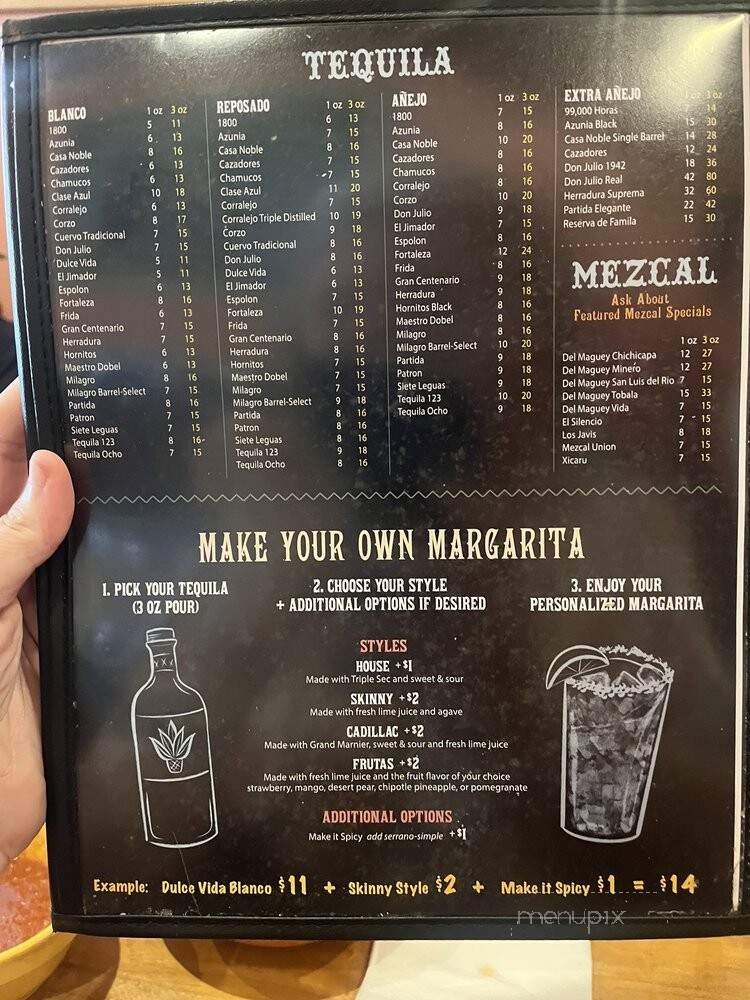 TEQUILA
BLANCO 1 oz 3 oz
1800 5 11
Azunia 6 13
Casa Noble 8 16
Cazadores 6 13
Chamucos 6 13
Clase Azul 10 18
Corralejo 6 13
Corzo 8 17
Cuervo Tradicional 7 15
Don Julio 7 15
Dulce Vida 5 11
El Jimador 5 11
Espolon 6 13
Fortaleza 8 16
Frida 6 13
Gran Centenario 7 15
Herradura 7 15
Hornitos 6 13
Maestro Dobel 6 13
Milagro 8 16
Milagro Barrel-Select 7 15
Partida 8 16
Patron 7 15
Siete Leguas 7 15
Tequila 123 8 16
Tequila Ocho 7 15
REPOSADO 1 oz 3 oz
1800 6 13
Azunia 7 15
Casa Noble 8 16
Cazadores 7 15
Chamucos 7 15
Clase Azul 11 20
Corralejo 7 15
Corralejo Triple Distilled 10 19
Corzo 9 18
Cuervo Tradicional 8 16
Don Julio 8 16
Dulce Vida 6 13
El Jimador 6 13
Espolon 7 15
Fortaleza 10 19
Frida 7 15
Gran Centenario 8 16
Herradura 8 16
Hornitos 7 15
Maestro Dobel 7 15
Milagro 7 15
Milagro Barrel-Select 9 18
Partida 8 16
Patron 8 16
Siete Leguas 8 16
Tequila 123 9 18
Tequila Ocho 8 16
AÑEJO 1 oz 3 oz
1800 7 15
Azunia 8 16
Casa Noble 10 20
Cazadores 8 16
Chamucos 8 16
Corralejo 8 16
Corzo 10 20
Don Julio 9 18
El Jimador 7 15
Espolon 8 16
Fortaleza 12 24
Frida 8 16
Gran Centenario 9 18
Herradura 9 18
Hornitos Black 8 16
Maestro Dobel 8 16
Milagro 8 16
Milagro Barrel-Select 10 20
Partida 9 18
Patron 9 18
Siete Leguas 9 18
Tequila 123 10 20
Tequila Ocho 9 18
EXTRA AÑEJO 1 oz 3 oz
99,000 Horas 7 14
Azunia Black 15 30
Casa Noble Single Barrel 14 28
Cazadores 12 24
Don Julio 1942 18 36
Don Julio Real 42 80
Herradura Suprema 32 60
Partida Elegante 22 42
Reserva de Famila 15 30
MEZCAL
Ask About
Featured Mezcal Specials
1 oz 3 oz
Del Maguey Chichicapa 12 27
Del Maguey Minero 12 27
Del Maguey San Luis del Rio 7 15
Del Maguey Tobala 15 33
Del Maguey Vida 7 15
El Silencio 7 15
Los Javis 8 18
Mezcal Union 7 15
Xicaru 7 15
MAKE YOUR OWN MARGARITA
1. PICK YOUR TEQUILA
(3 OZ POUR)
2. CHOOSE YOUR STYLE
+ ADDITIONAL OPTIONS IF DESIRED
STYLES
HOUSE +$1
Made with Triple Sec and sweet & sour
SKINNY +$2
Made with fresh lime juice and agave
CADILLAC +$2
Made with Grand Marnier, sweet & sour and fresh lime juice
FRUTAS +$2
Made with fresh lime juice and the fruit flavor of your choice
strawberry, mango, desert pear, chipotle pineapple, or pomegranate
ADDITIONAL OPTIONS
Make it Spicy add serrano-simple +$1
3. ENJOY YOUR
PERSONALIZED MARGARITA
XXX
Example: Dulce Vida Blanco $11 + Skinny Style $2 + Make it Spicy $1 = $14
menupix